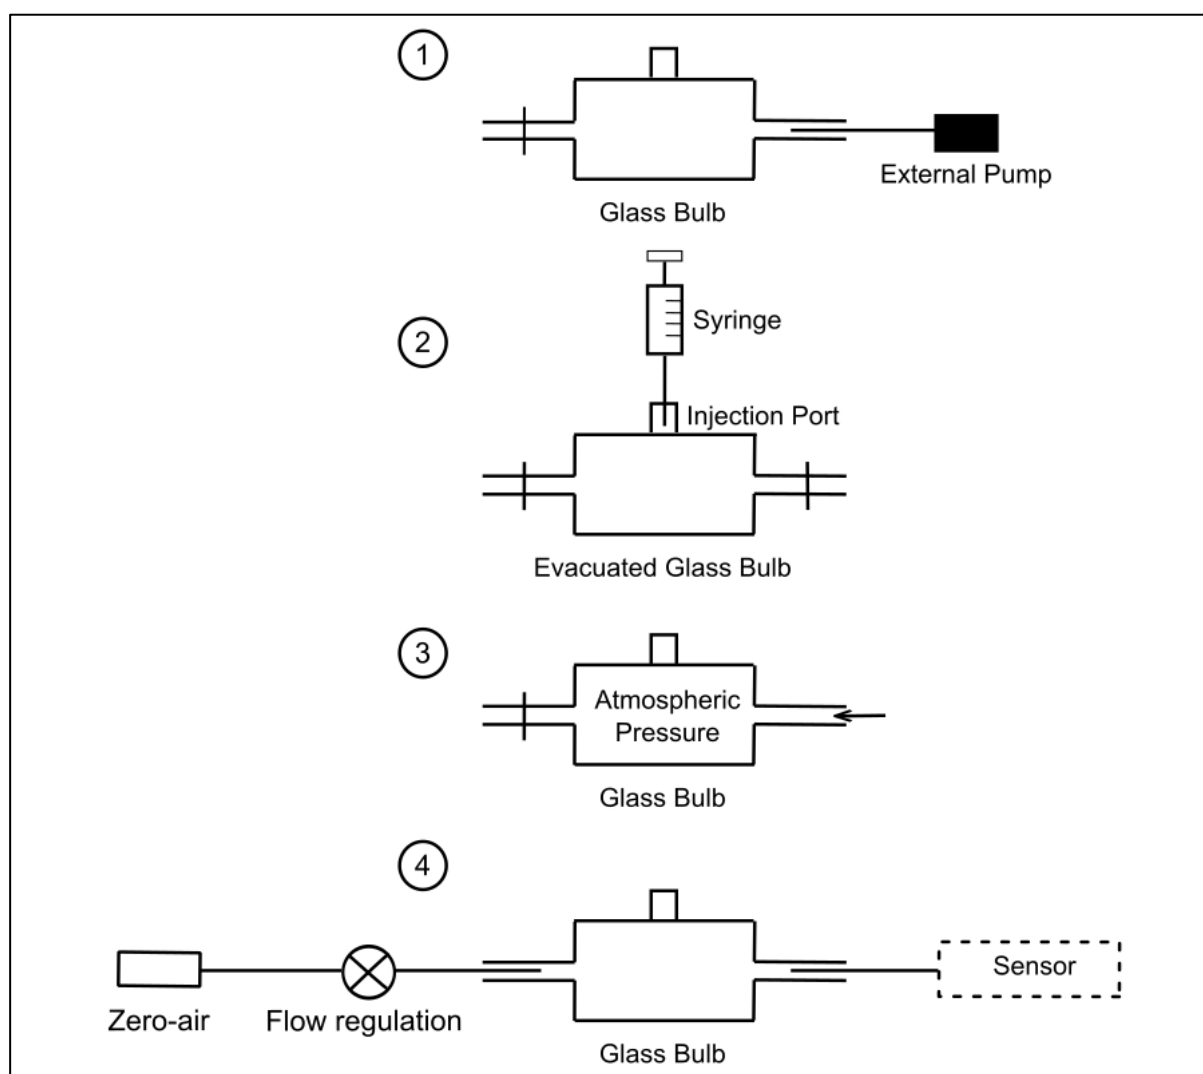 1
External Pump
Glass Bulb
Syringe
2
Injection Port
Evacuated Glass Bulb
3
Atmospheric
Pressure
Glass Bulb
4
Sensor
Zero-air
Flow regulation
Glass Bulb